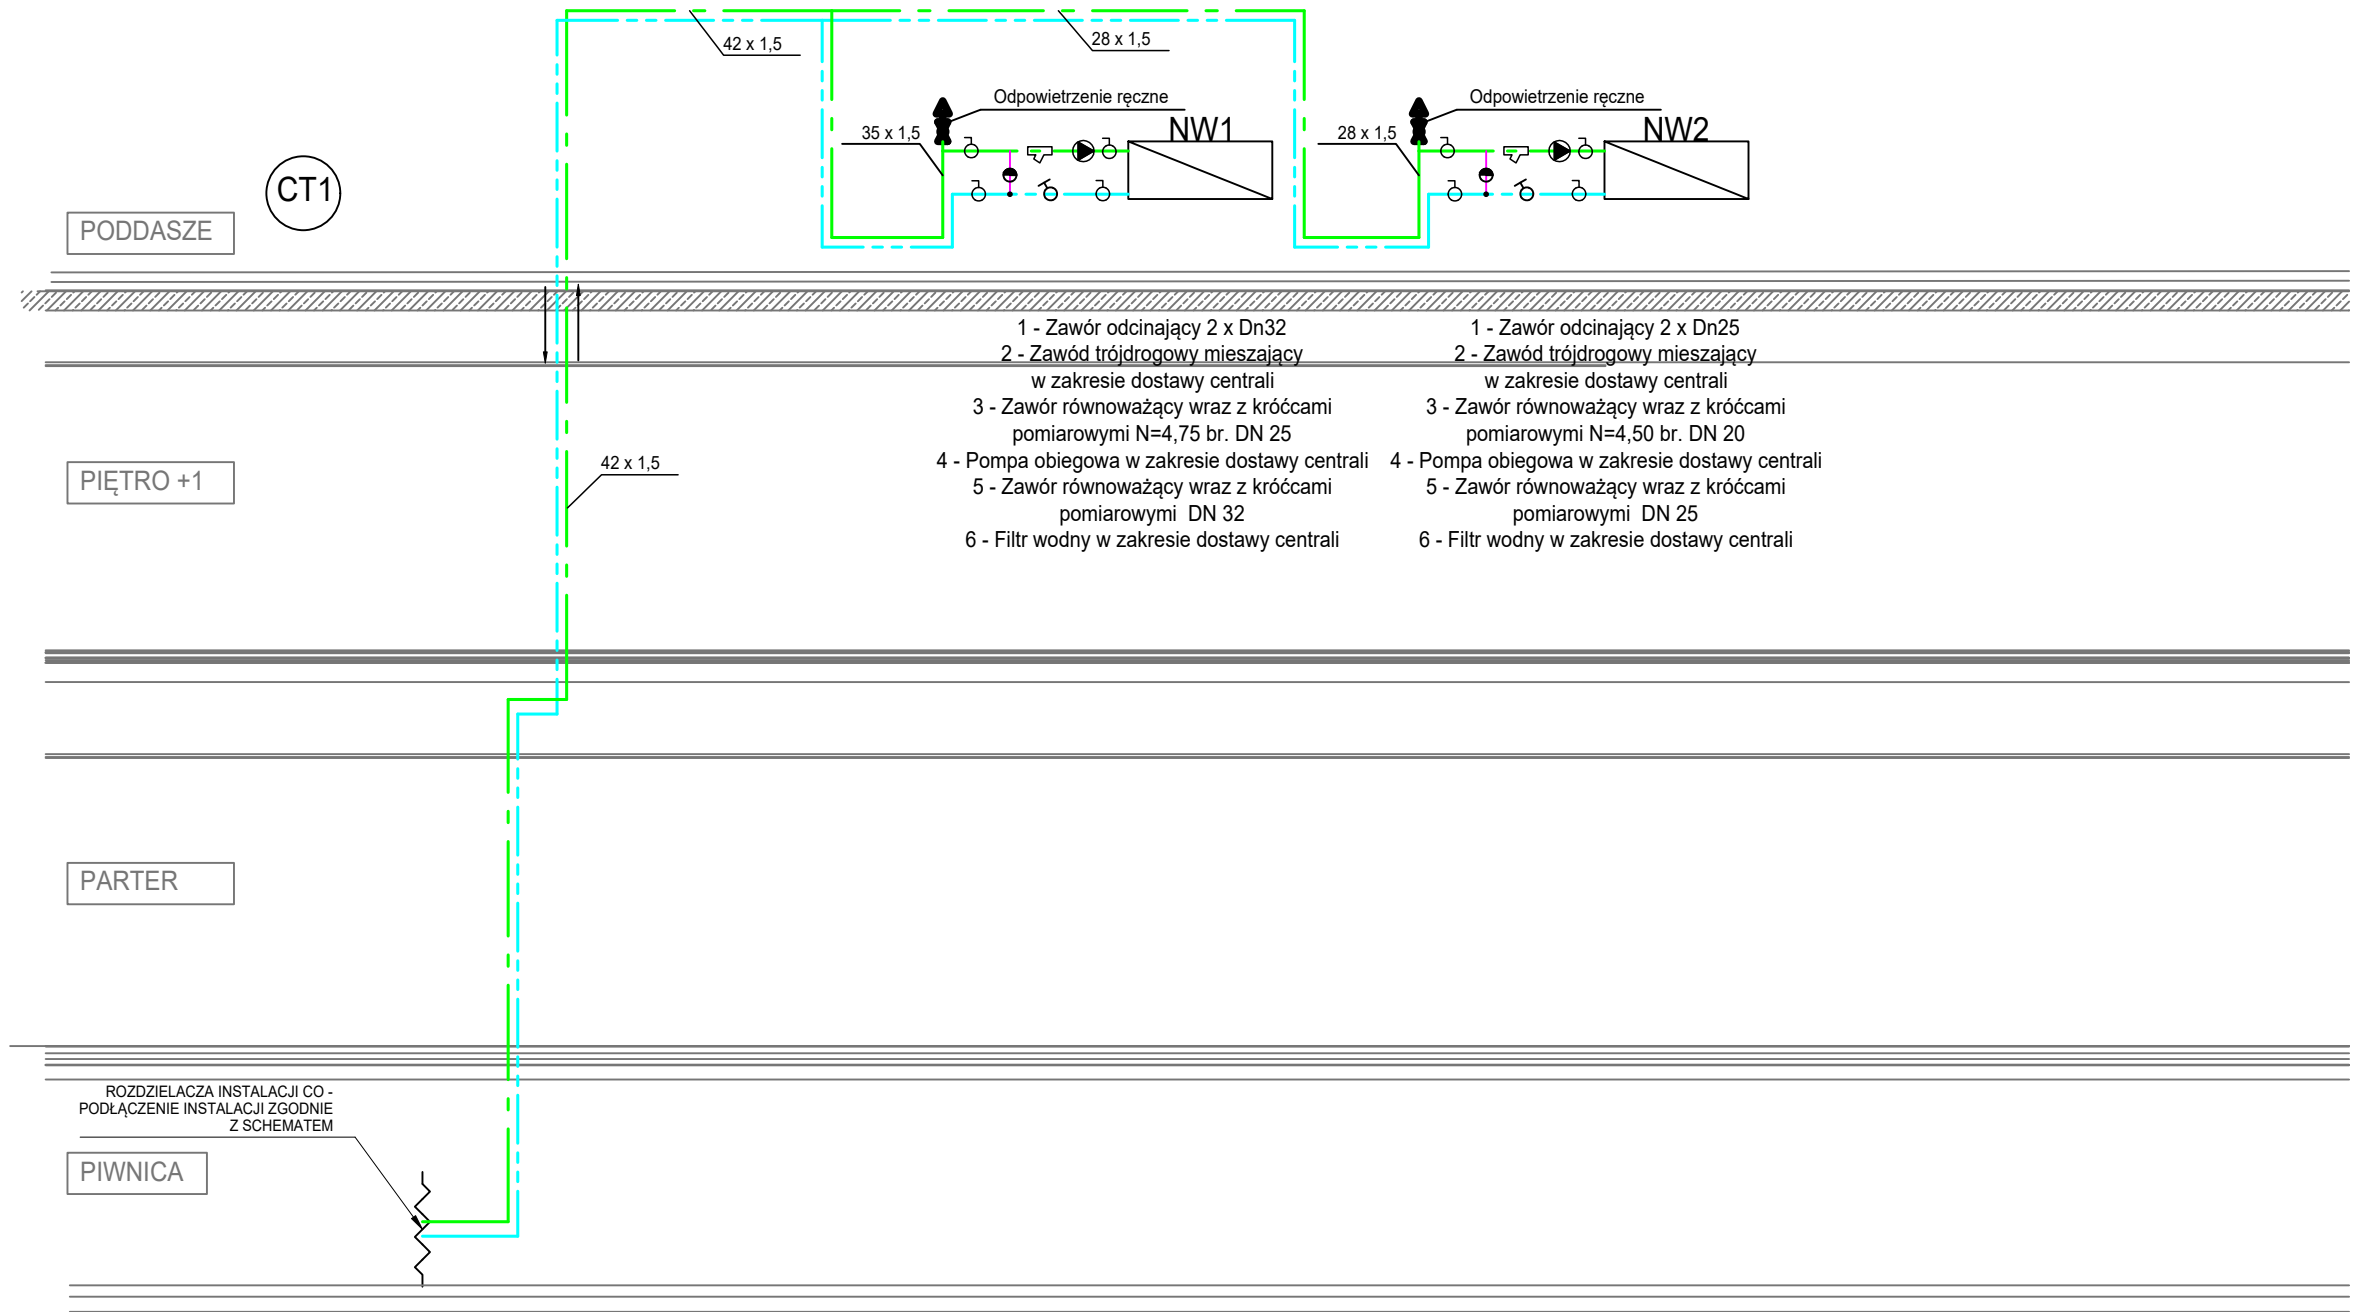 42 x 1,5
28 x 1,5
Odpowietrzenie ręczne
Odpowietrzenie ręczne
35 x 1,5
NW1
28 x 1,5
NW2
CT1
PODDASZE
1 - Zawór odcinający 2 x Dn32
2 - Zawód trójdrogowy mieszający
w zakresie dostawy centrali
3 - Zawór równoważący wraz z króćcami
pomiarowymi N=4,75 br. DN 25
4 - Pompa obiegowa w zakresie dostawy centrali
5 - Zawór równoważący wraz z króćcami
pomiarowymi  DN 32
6 - Filtr wodny w zakresie dostawy centrali
1 - Zawór odcinający 2 x Dn25
2 - Zawód trójdrogowy mieszający
w zakresie dostawy centrali
3 - Zawór równoważący wraz z króćcami
pomiarowymi N=4,50 br. DN 20
4 - Pompa obiegowa w zakresie dostawy centrali
5 - Zawór równoważący wraz z króćcami
pomiarowymi  DN 25
6 - Filtr wodny w zakresie dostawy centrali
42 x 1,5
PIĘTRO +1
PARTER
ROZDZIELACZA INSTALACJI CO -
PODŁĄCZENIE INSTALACJI ZGODNIE
Z SCHEMATEM
PIWNICA